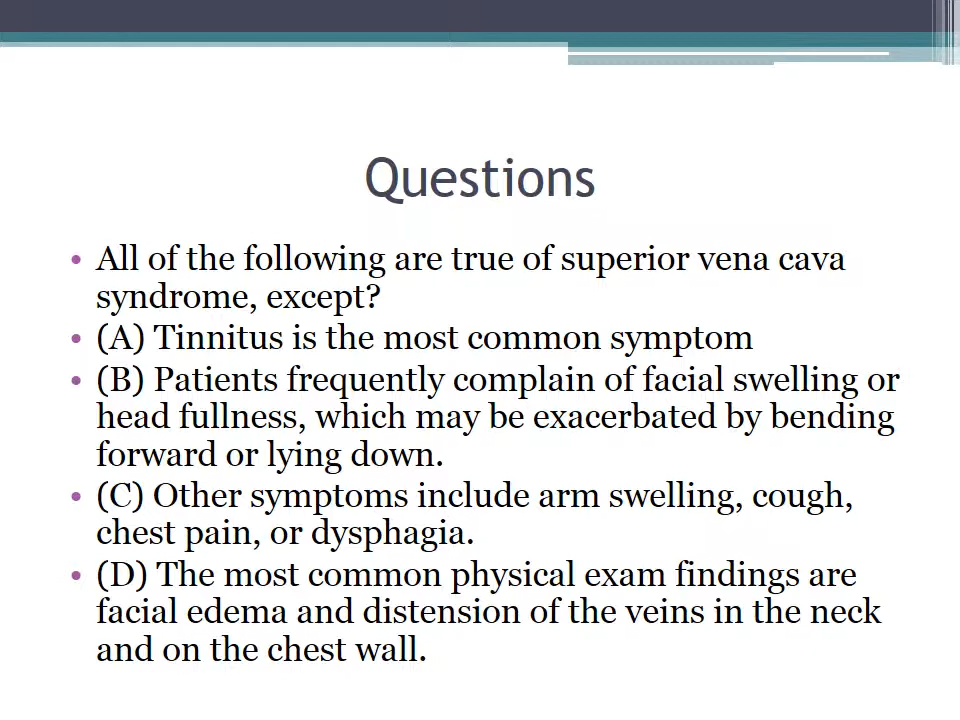 Questions
• All of the following are true of superior vena cava
syndrome, except?
• (A) Tinnitus is the most common symptom
• (B) Patients frequently complain of facial swelling or
head fullness, which may be exacerbated by bending
forward or lying down.
• (C) Other symptoms include arm swelling, cough,
chest pain, or dysphagia.
• (D) The most common physical exam findings are
facial edema and distension of the veins in the neck
and on the chest wall.